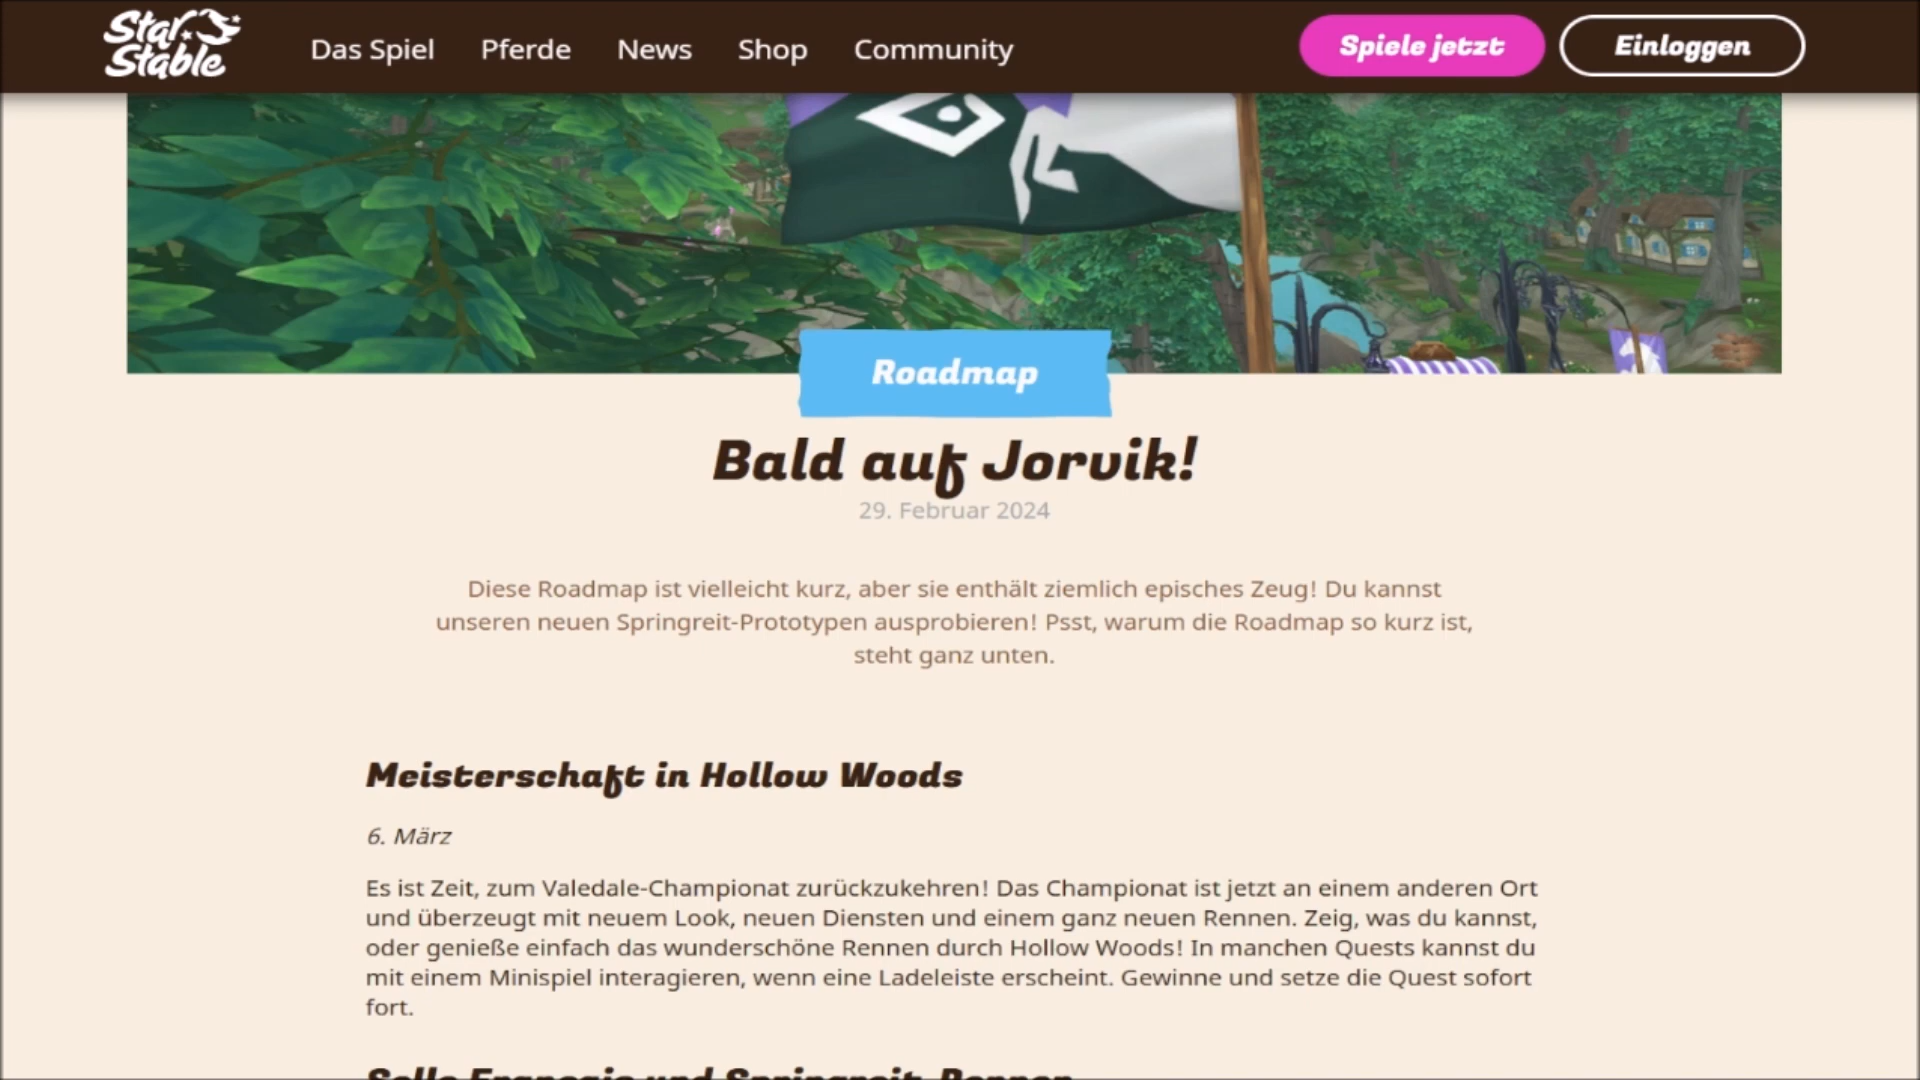 Star Stable
Das Spiel
Pferde
News
Shop
Community
Spiele jetzt
Einloggen
Roadmap
Bald auf Jorvik!
29. Februar 2024
Diese Roadmap ist vielleicht kurz, aber sie enthält ziemlich episches Zeug! Du kannst
unseren neuen Springreit-Prototypen ausprobieren! Psst, warum die Roadmap so kurz ist,
steht ganz unten.
Meisterschaft in Hollow Woods
6. März
Es ist Zeit, zum Valedale-Championat zurückzukehren! Das Championat ist jetzt an einem anderen Ort
und überzeugt mit neuem Look, neuen Diensten und einem ganz neuen Rennen. Zeig, was du kannst,
oder genieße einfach das wunderschöne Rennen durch Hollow Woods! In manchen Quests kannst du
mit einem Minispiel interagieren, wenn eine Ladeleiste erscheint. Gewinne und setze die Quest sofort
fort.
Selle Français und Springreit-Rennen